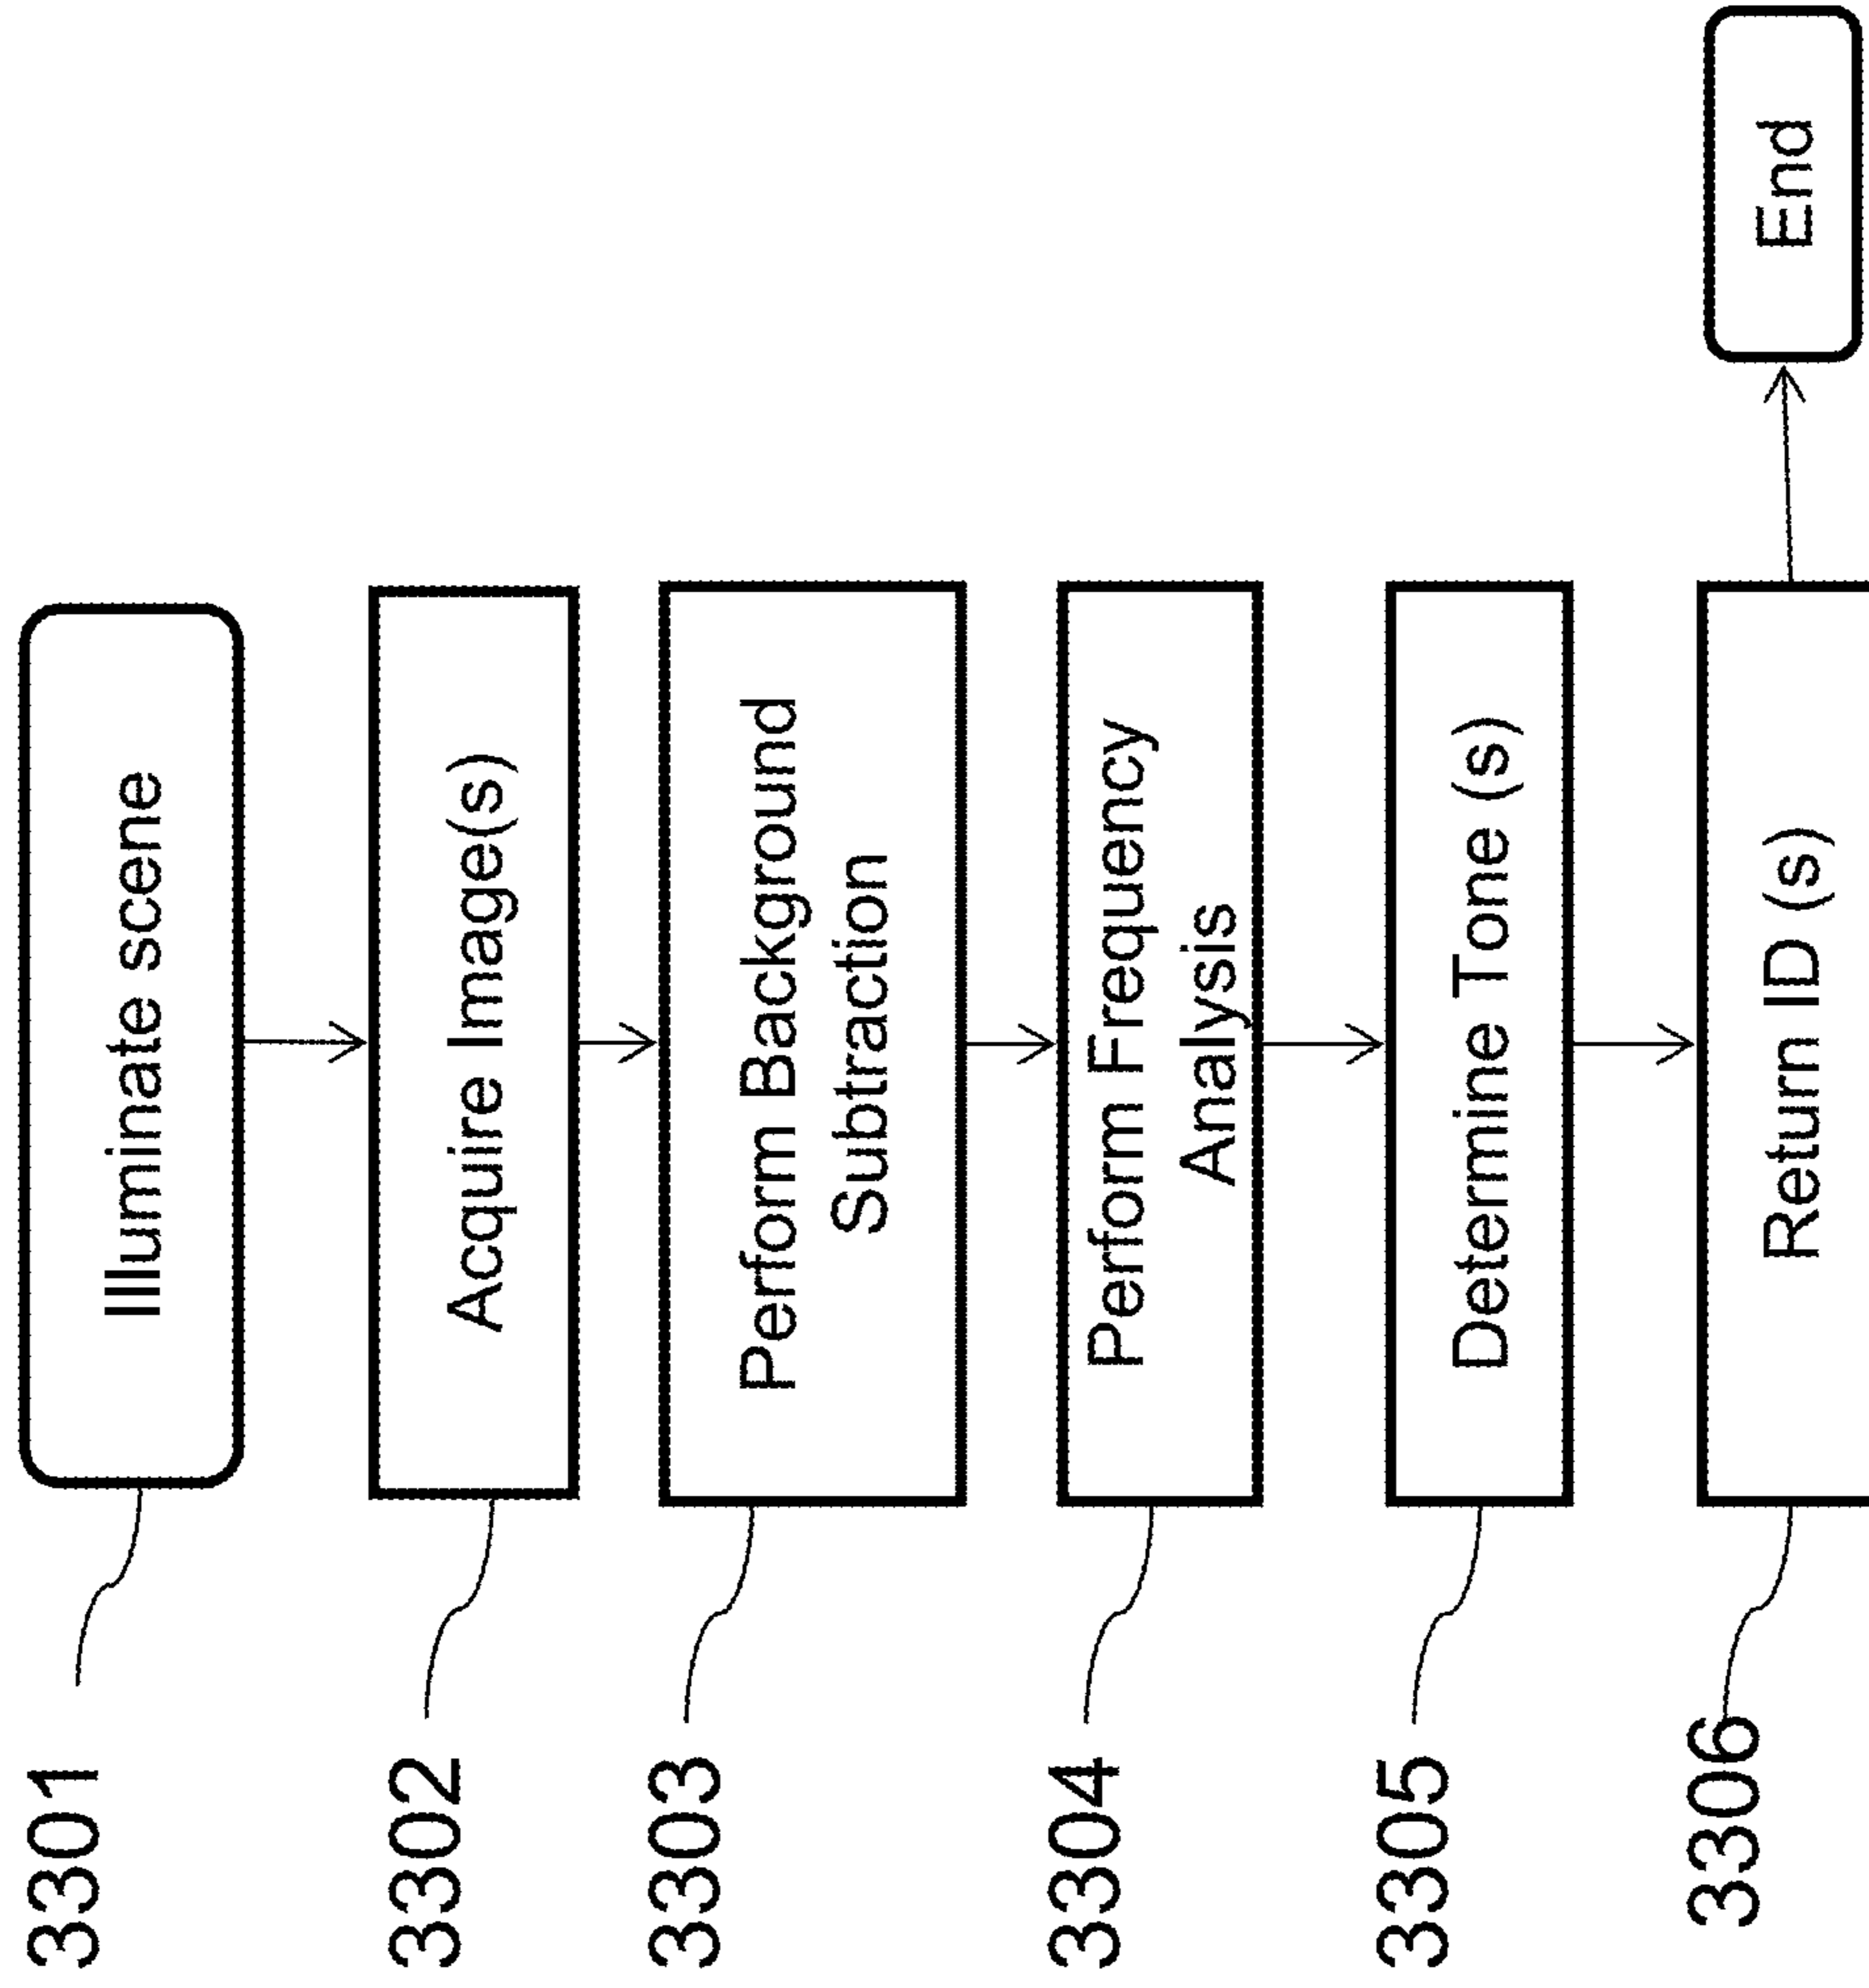 3301
Illuminate scene
3302
Acquire Image(s)
3303
Perform Background
Subtraction
3304
Perform Frequency
Analysis
3305
Determine Tone (s)
3306
Return ID (s)
End